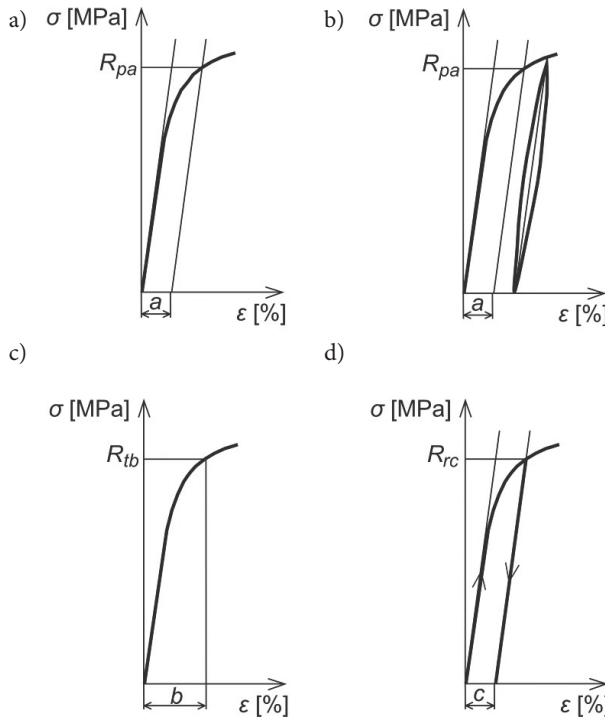 a)
σ [MPa]
R_pa
a
ε [%]
b)
σ [MPa]
R_pa
a
ε [%]
c)
σ [MPa]
R_tb
b
ε [%]
d)
σ [MPa]
R_rc
c
ε [%]